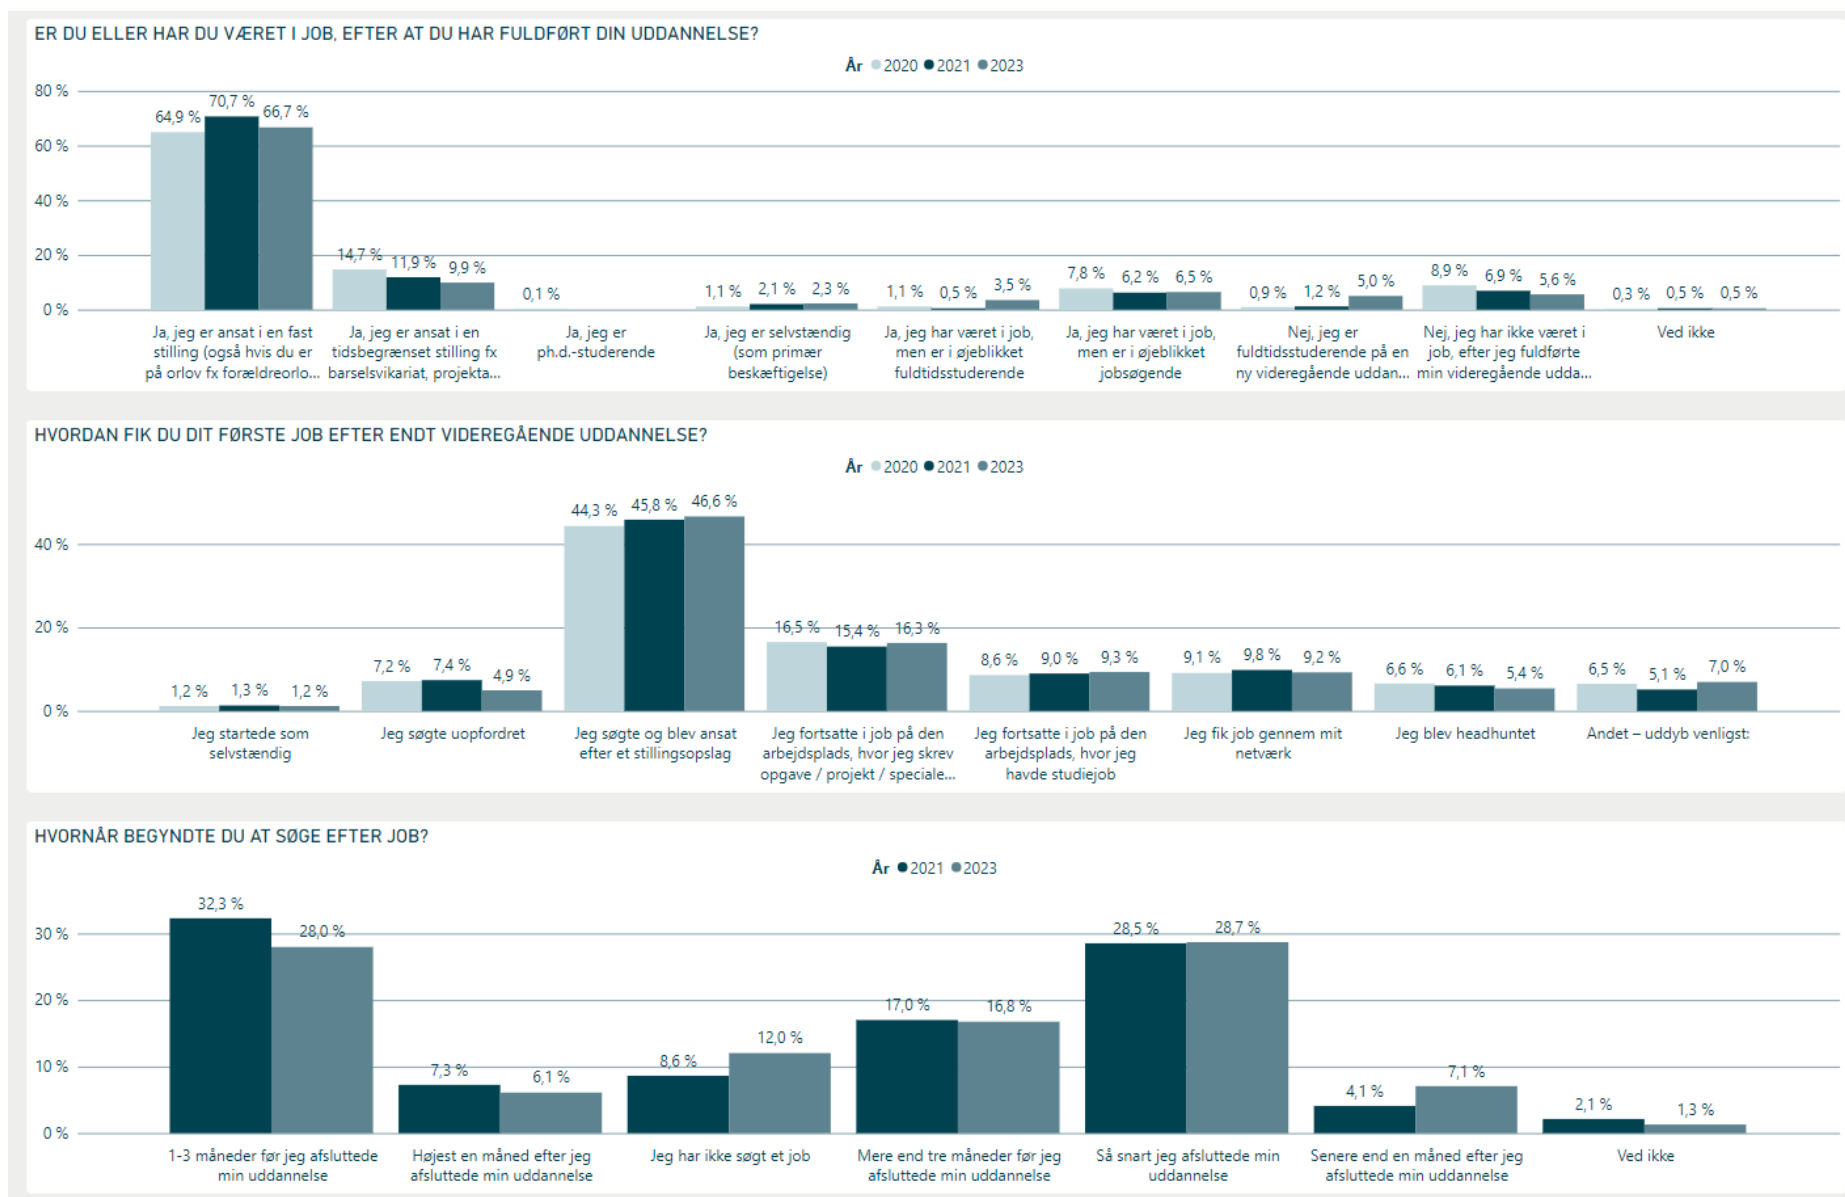 ER DU ELLER HAR DU VÆRET I JOB, EFTER AT DU HAR FULDFØRT DIN UDDANNELSE?
År 2020 2021 2023
80 %
60 %
40 %
20 %
0 %
64,9 % 70,7 % 66,7 %
14,7 % 11,9 % 9,9 %
0,1 %
1,1 % 2,1 % 2,3 %
1,1 % 0,5 % 3,5 %
7,8 % 6,2 % 6,5 %
0,9 % 1,2 % 5,0 %
8,9 % 6,9 % 5,6 %
0,3 % 0,5 % 0,5 %
Ja, jeg er ansat i en fast
stilling (også hvis du er
på orlov fx forældreorlo...
Ja, jeg er ansat i en
tidsbegrænset stilling fx
barselsvikariat, projekta...
Ja, jeg er
ph.d.-studerende
Ja, jeg er selvstændig
(som primær
beskæftigelse)
Ja, jeg har været i job,
men er i øjeblikket
fuldtidsstuderende
Ja, jeg har været i job,
men er i øjeblikket
jobsøgende
Nej, jeg er
fuldtidsstuderende på en
ny videregående uddan...
Nej, jeg har ikke været i
job, efter jeg fuldførte
min videregående udda...
Ved ikke
HVORDAN FIK DU DIT FØRSTE JOB EFTER ENDT VIDEREGÅENDE UDDANNELSE?
År 2020 2021 2023
40 %
20 %
0 %
1,2 % 1,3 % 1,2 %
7,2 % 7,4 % 4,9 %
44,3 % 45,8 % 46,6 %
16,5 % 15,4 % 16,3 %
8,6 % 9,0 % 9,3 %
9,1 % 9,8 % 9,2 %
6,6 % 6,1 % 5,4 %
6,5 % 5,1 % 7,0 %
Jeg startede som
selvstændig
Jeg søgte uopfordret
Jeg søgte og blev ansat
efter et stillingsopslag
Jeg fortsatte i job på den
arbejdsplads, hvor jeg skrev
opgave / projekt / speciale...
Jeg fortsatte i job på den
arbejdsplads, hvor jeg
havde studiejob
Jeg fik job gennem mit
netværk
Jeg blev headhuntet
Andet – uddyb venligst:
HVORNÅR BEGYNDTE DU AT SØGE EFTER JOB?
År 2021 2023
30 %
20 %
10 %
0 %
32,3 % 28,0 %
7,3 % 6,1 %
8,6 % 12,0 %
17,0 % 16,8 %
28,5 % 28,7 %
4,1 % 7,1 %
2,1 % 1,3 %
1-3 måneder før jeg afsluttede
min uddannelse
Højest en måned efter jeg
afsluttede min uddannelse
Jeg har ikke søgt et job
Mere end tre måneder før jeg
afsluttede min uddannelse
Så snart jeg afsluttede min
uddannelse
Senere end en måned efter jeg
afsluttede min uddannelse
Ved ikke